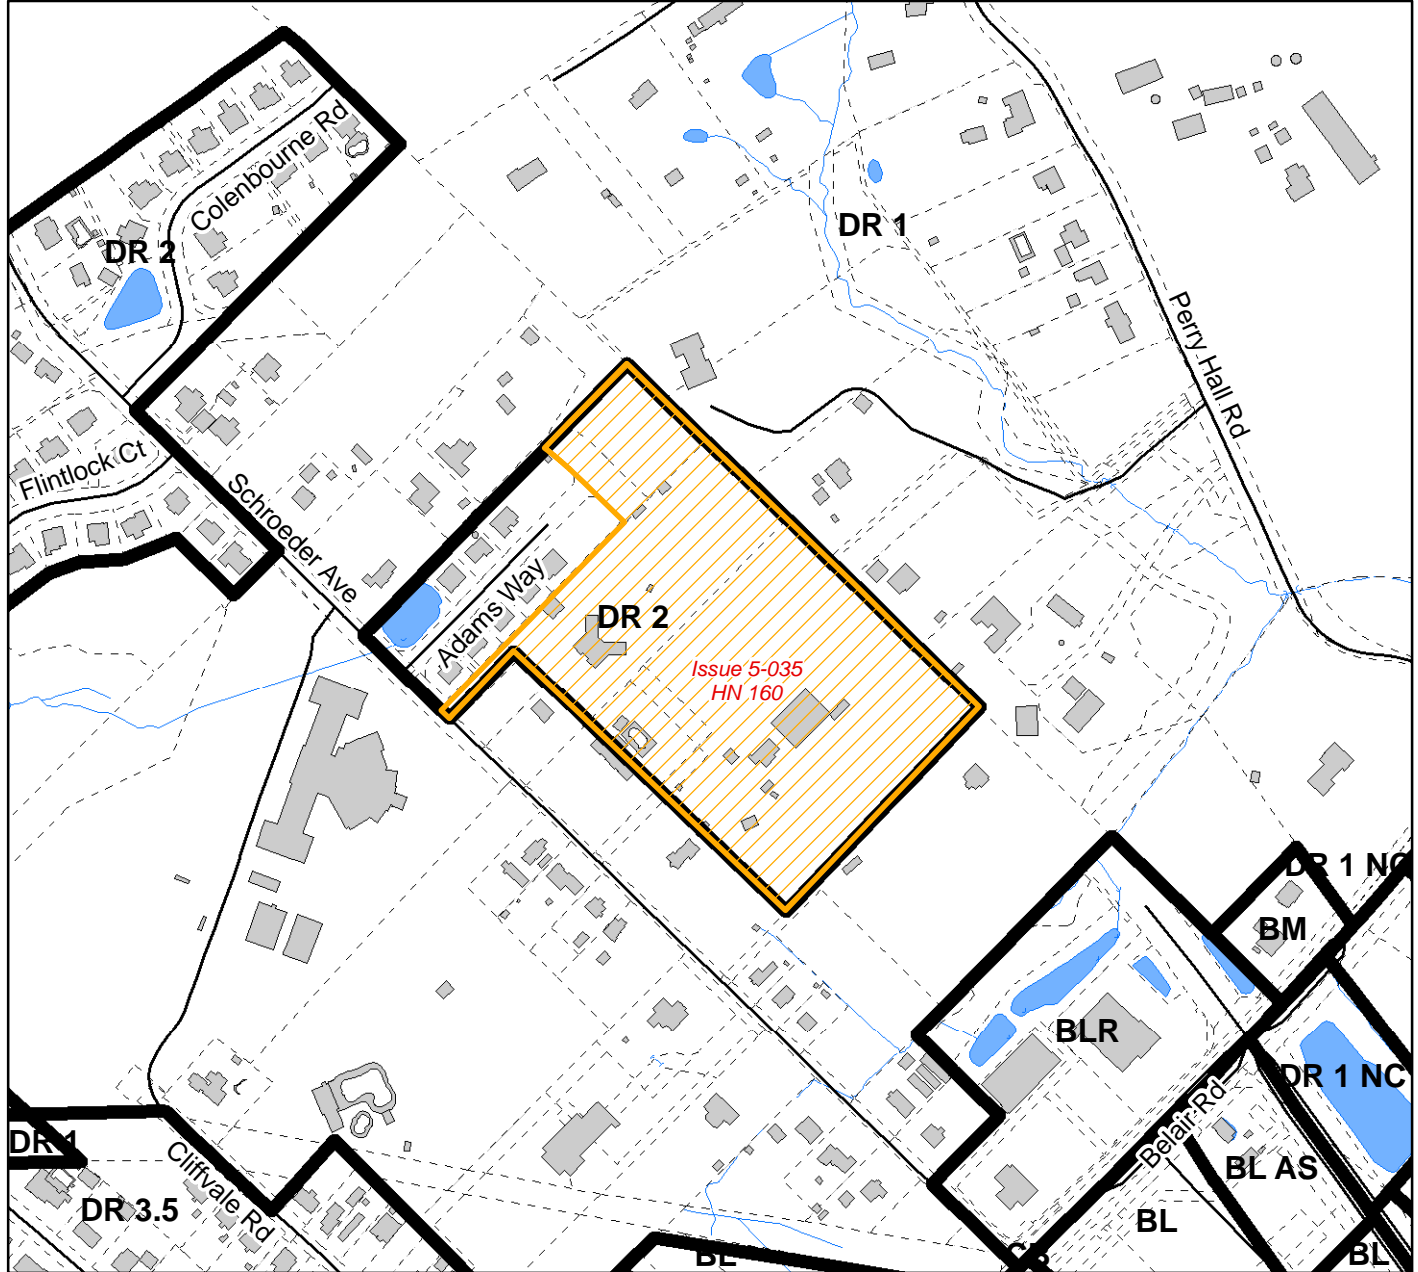 Colenbourne Rd
DR 2
DR 1
Perry Hall Rd
Flintlock Ct
Schroeder Ave
Adams Way
DR 2
Issue 5-035
HN 160
DR 1 NC
BM
BLR
DR 1 NC
Belair Rd
DR 1
Cliffvale Rd
DR 3.5
BL AS
BL
BL
BL